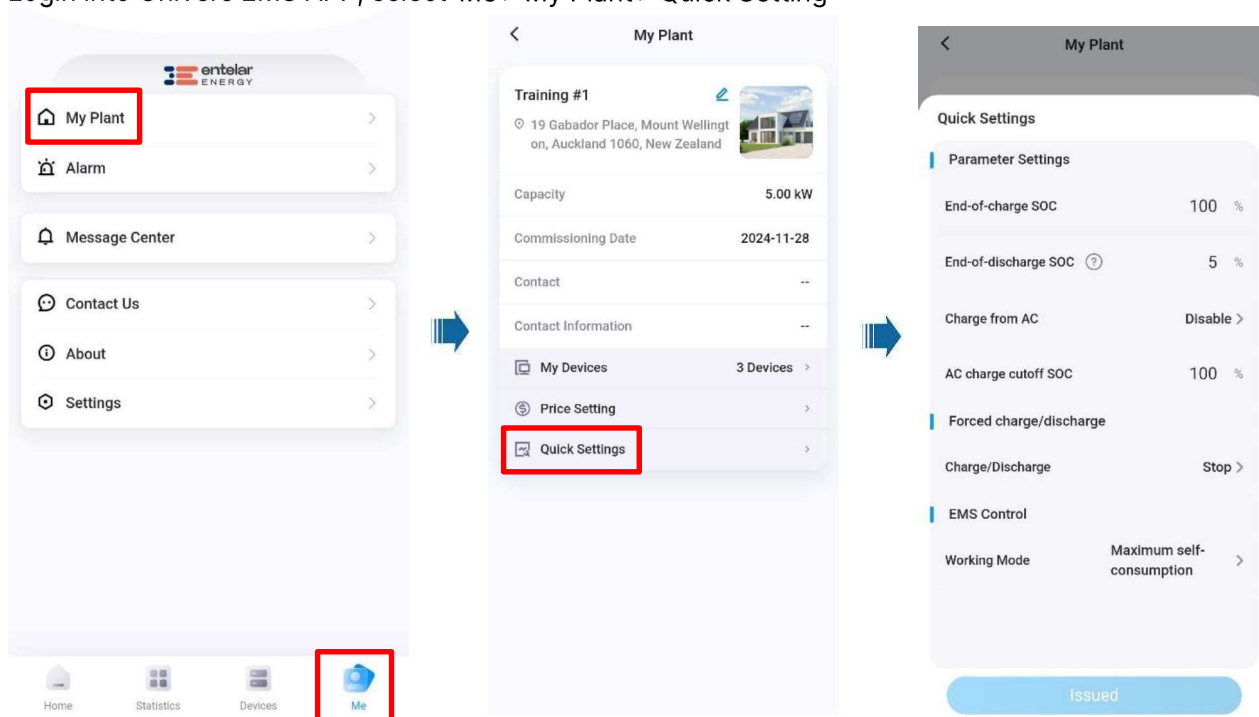 Login into Univers EMS APP, select Me> My Plant> Quick Setting
entelar
ENERGY
My Plant
Alarm
Message Center
Contact Us
About
Settings
Home
Statistics
Devices
Me
My Plant
Training #1
19 Gabador Place, Mount Wellingt
on, Auckland 1060, New Zealand
Capacity 5.00 kW
Commissioning Date 2024-11-28
Contact --
Contact Information --
My Devices 3 Devices
Price Setting
Quick Settings
My Plant
Quick Settings
Parameter Settings
End-of-charge SOC 100 %
End-of-discharge SOC ? 5 %
Charge from AC Disable
AC charge cutoff SOC 100 %
Forced charge/discharge
Charge/Discharge Stop
EMS Control
Working Mode Maximum self-
consumption
Issued